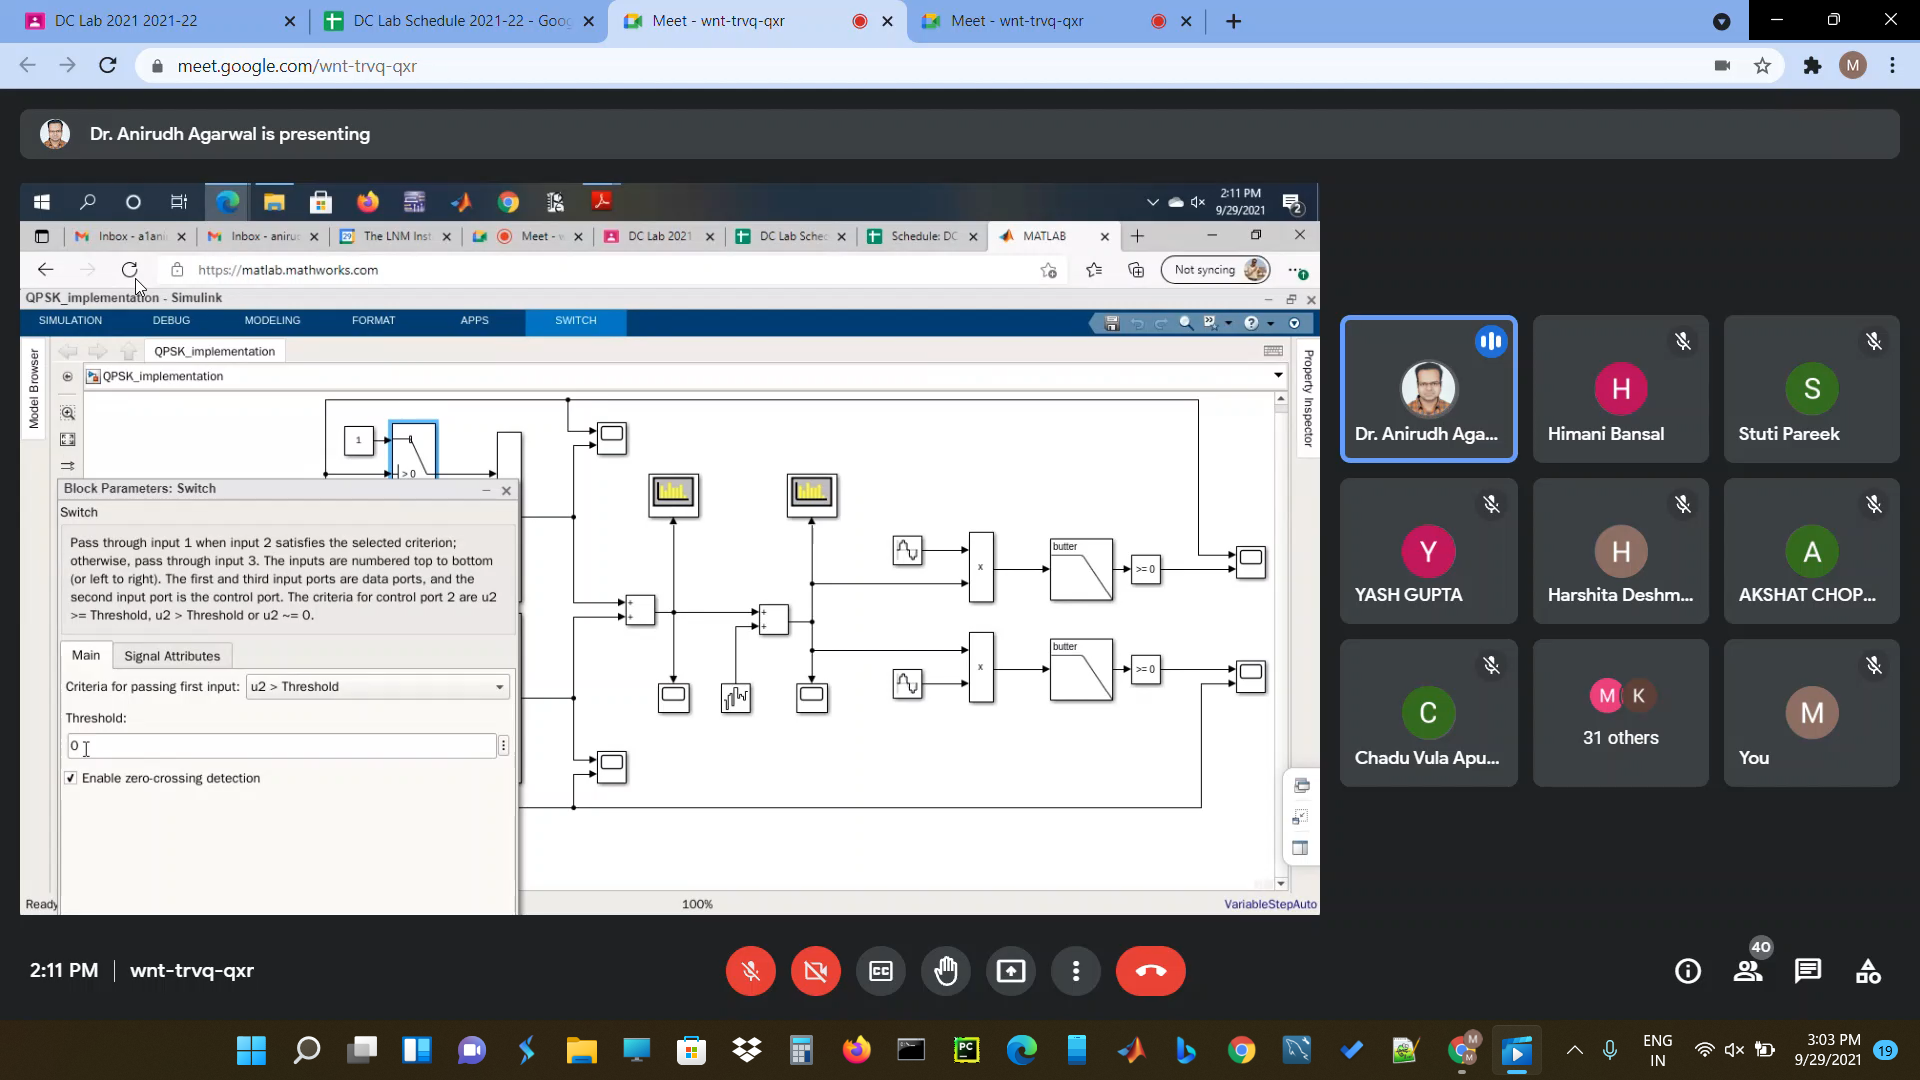 DC Lab 2021 2021-22
DC Lab Schedule 2021-22 - Goog
Meet - wnt-trvq-qxr
Meet - wnt-trvq-qxr
meet.google.com/wnt-trvq-qxr
M
Dr. Anirudh Agarwal is presenting
2:11 PM
9/29/2021
2
Inbox - a1ani
Inbox - anirud
29
The LNM Inst
Meet - w
DC Lab 2021
DC Lab Sched
Schedule: DC
MATLAB
https://matlab.mathworks.com
Not syncing
QPSK_implementation - Simulink
SIMULATION
DEBUG
MODELING
FORMAT
APPS
SWITCH
QPSK_implementation
QPSK_implementation
Model Browser
Property Inspector
1
> 0
Block Parameters: Switch
Switch
Pass through input 1 when input 2 satisfies the selected criterion;
otherwise, pass through input 3. The inputs are numbered top to bottom
(or left to right). The first and third input ports are data ports, and the
second input port is the control port. The criteria for control port 2 are u2
>= Threshold, u2 > Threshold or u2 ~= 0.
Main
Signal Attributes
Criteria for passing first input:
u2 > Threshold
Threshold:
0
Enable zero-crossing detection
+
+
+
+
x
butter
>= 0
x
butter
>= 0
Ready
100%
VariableStepAuto
Dr. Anirudh Aga...
H
Himani Bansal
S
Stuti Pareek
Y
YASH GUPTA
H
Harshita Deshm...
A
AKSHAT CHOP...
C
Chadu Vula Apu...
M
K
31 others
M
You
2:11 PM
wnt-trvq-qxr
CC
40
PC
ENG
IN
3:03 PM
9/29/2021
19